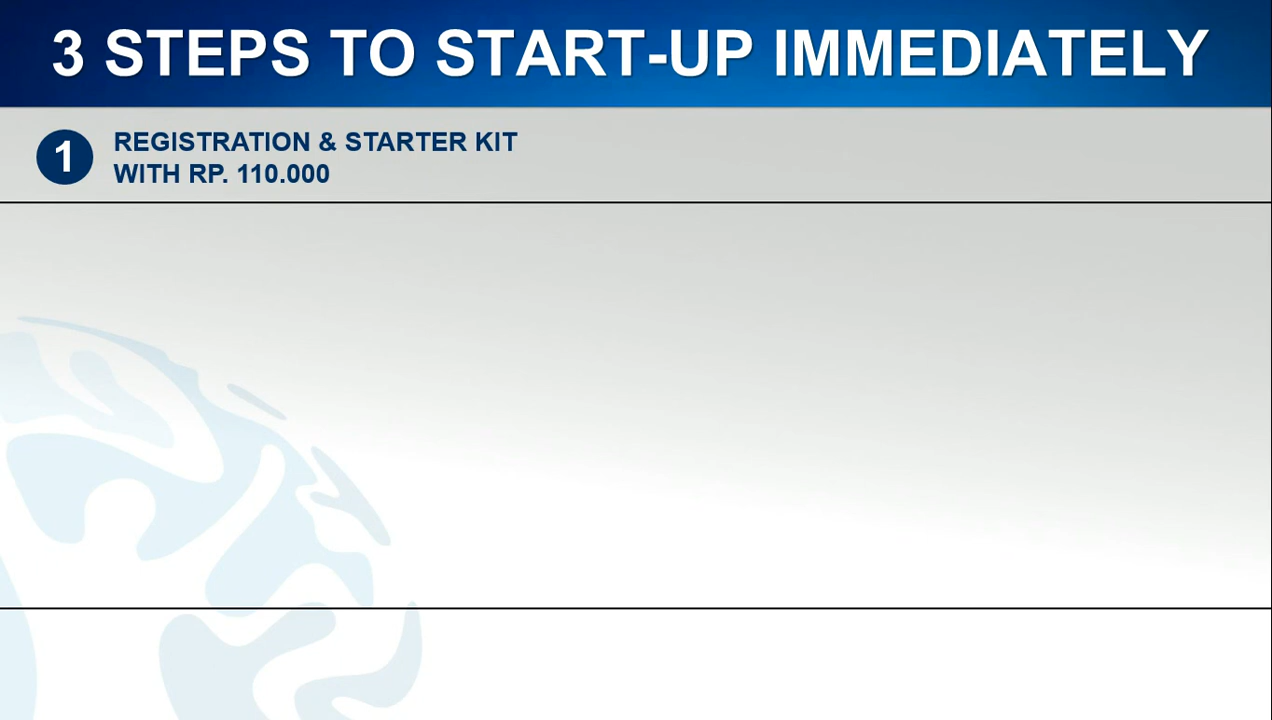 3 STEPS TO START-UP IMMEDIATELY
1
REGISTRATION & STARTER KIT
WITH RP. 110.000